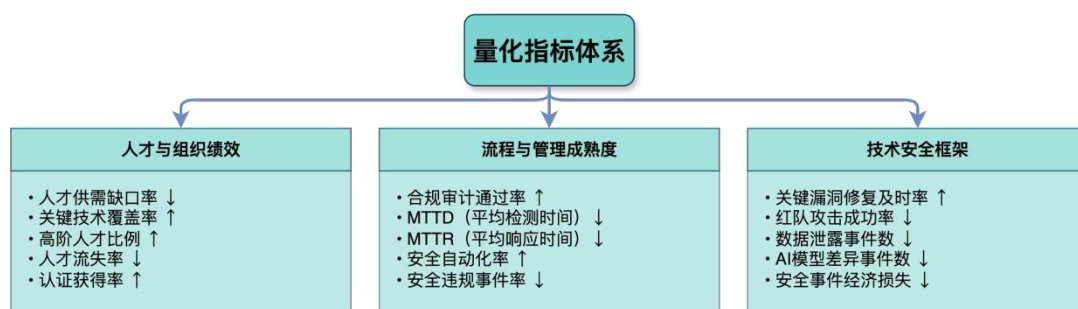 量化指标体系
人才与组织绩效
• 人才供需缺口率 ↓
• 关键技术覆盖率 ↑
• 高阶人才比例 ↑
• 人才流失率 ↓
• 认证获得率 ↑
流程与管理成熟度
• 合规审计通过率 ↑
• MTTD（平均检测时间）↓
• MTTR（平均响应时间）↓
• 安全自动化率 ↑
• 安全违规事件率 ↓
技术安全框架
• 关键漏洞修复及时率 ↑
• 红队攻击成功率 ↓
• 数据泄露事件数 ↓
• AI模型差异事件数 ↓
• 安全事件经济损失 ↓